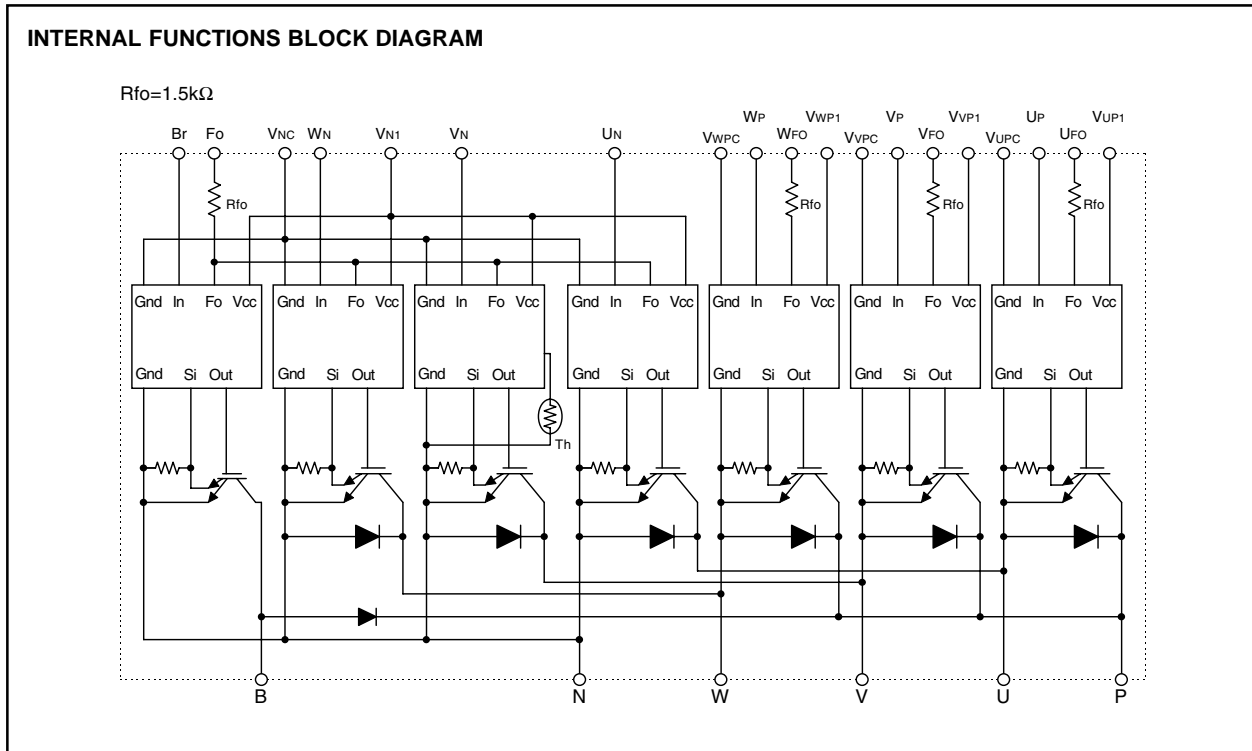 INTERNAL FUNCTIONS BLOCK DIAGRAM
Rfo=1.5kΩ
WP VWP1 VP VVP1 UP VUP1
Br Fo VNC WN VN1 VN UN VWPC WFO VVPC VFO VUPC UFO
Rfo Rfo Rfo Rfo
Gnd In Fo Vcc Gnd In Fo Vcc Gnd In Fo Vcc Gnd In Fo Vcc Gnd In Fo Vcc Gnd In Fo Vcc Gnd In Fo Vcc
Gnd Si Out Gnd Si Out Gnd Si Out Gnd Si Out Gnd Si Out Gnd Si Out Gnd Si Out
Th
B N W V U P